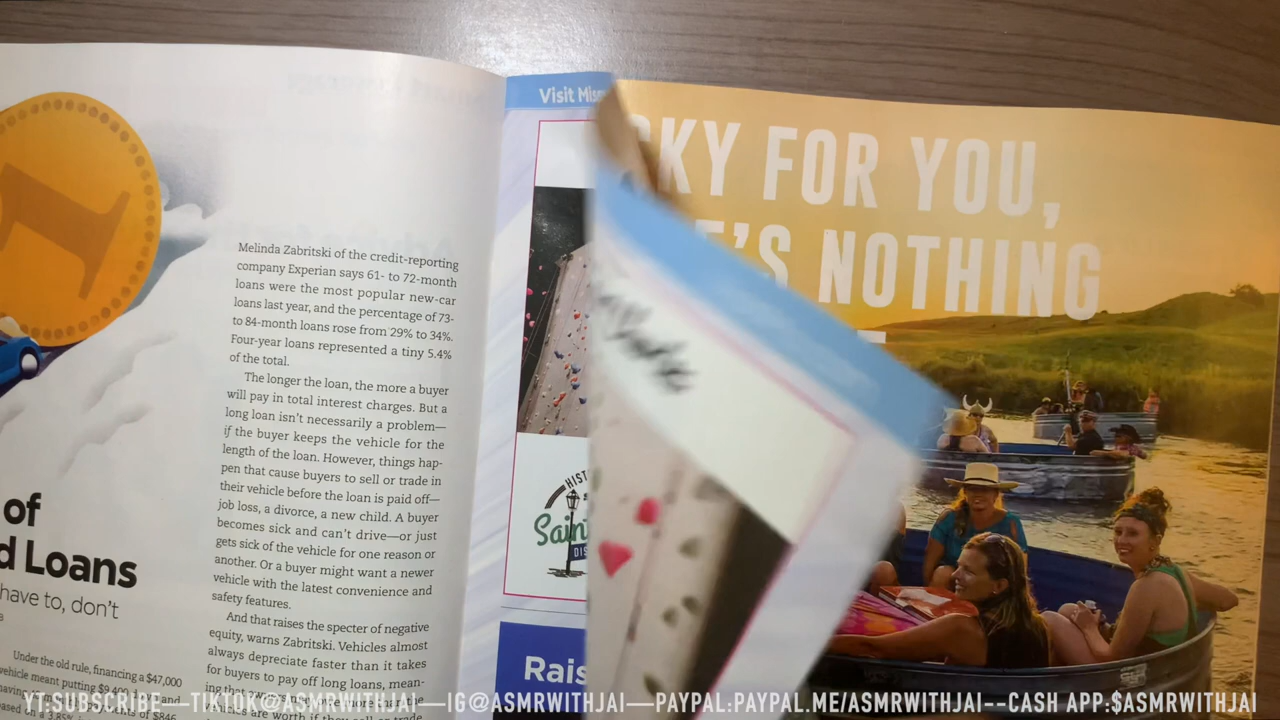 of
d Loans
have to, don't
Under the old rule, financing a $47,000
vehicle meant putting $9,400 down and
Melinda Zabritski of the credit-reporting
company Experian says 61- to 72-month
loans were the most popular new-car
loans last year, and the percentage of 73-
to 84-month loans rose from 29% to 34%.
Four-year loans represented a tiny 5.4%
of the total.
The longer the loan, the more a buyer
will pay in total interest charges. But a
long loan isn't necessarily a problem—
if the buyer keeps the vehicle for the
length of the loan. However, things hap-
pen that cause buyers to sell or trade in
their vehicle before the loan is paid off—
job loss, a divorce, a new child. A buyer
becomes sick and can't drive—or just
gets sick of the vehicle for one reason or
another. Or a buyer might want a newer
vehicle with the latest convenience and
safety features.
And that raises the specter of negative
equity, warns Zabritski. Vehicles almost
always depreciate faster than it takes
for buyers to pay off long loans, mean-
Visit
HIST
Sain
DIS
Rais
KY FOR YOU,
E'S NOTHING
YT:SUBSCRIBE—TIKTOK@ASMRWITHJAI—IG@ASMRWITHJAI—PAYPAL:PAYPAL.ME/ASMRWITHJAI--CASH APP:$ASMRWITHJAI